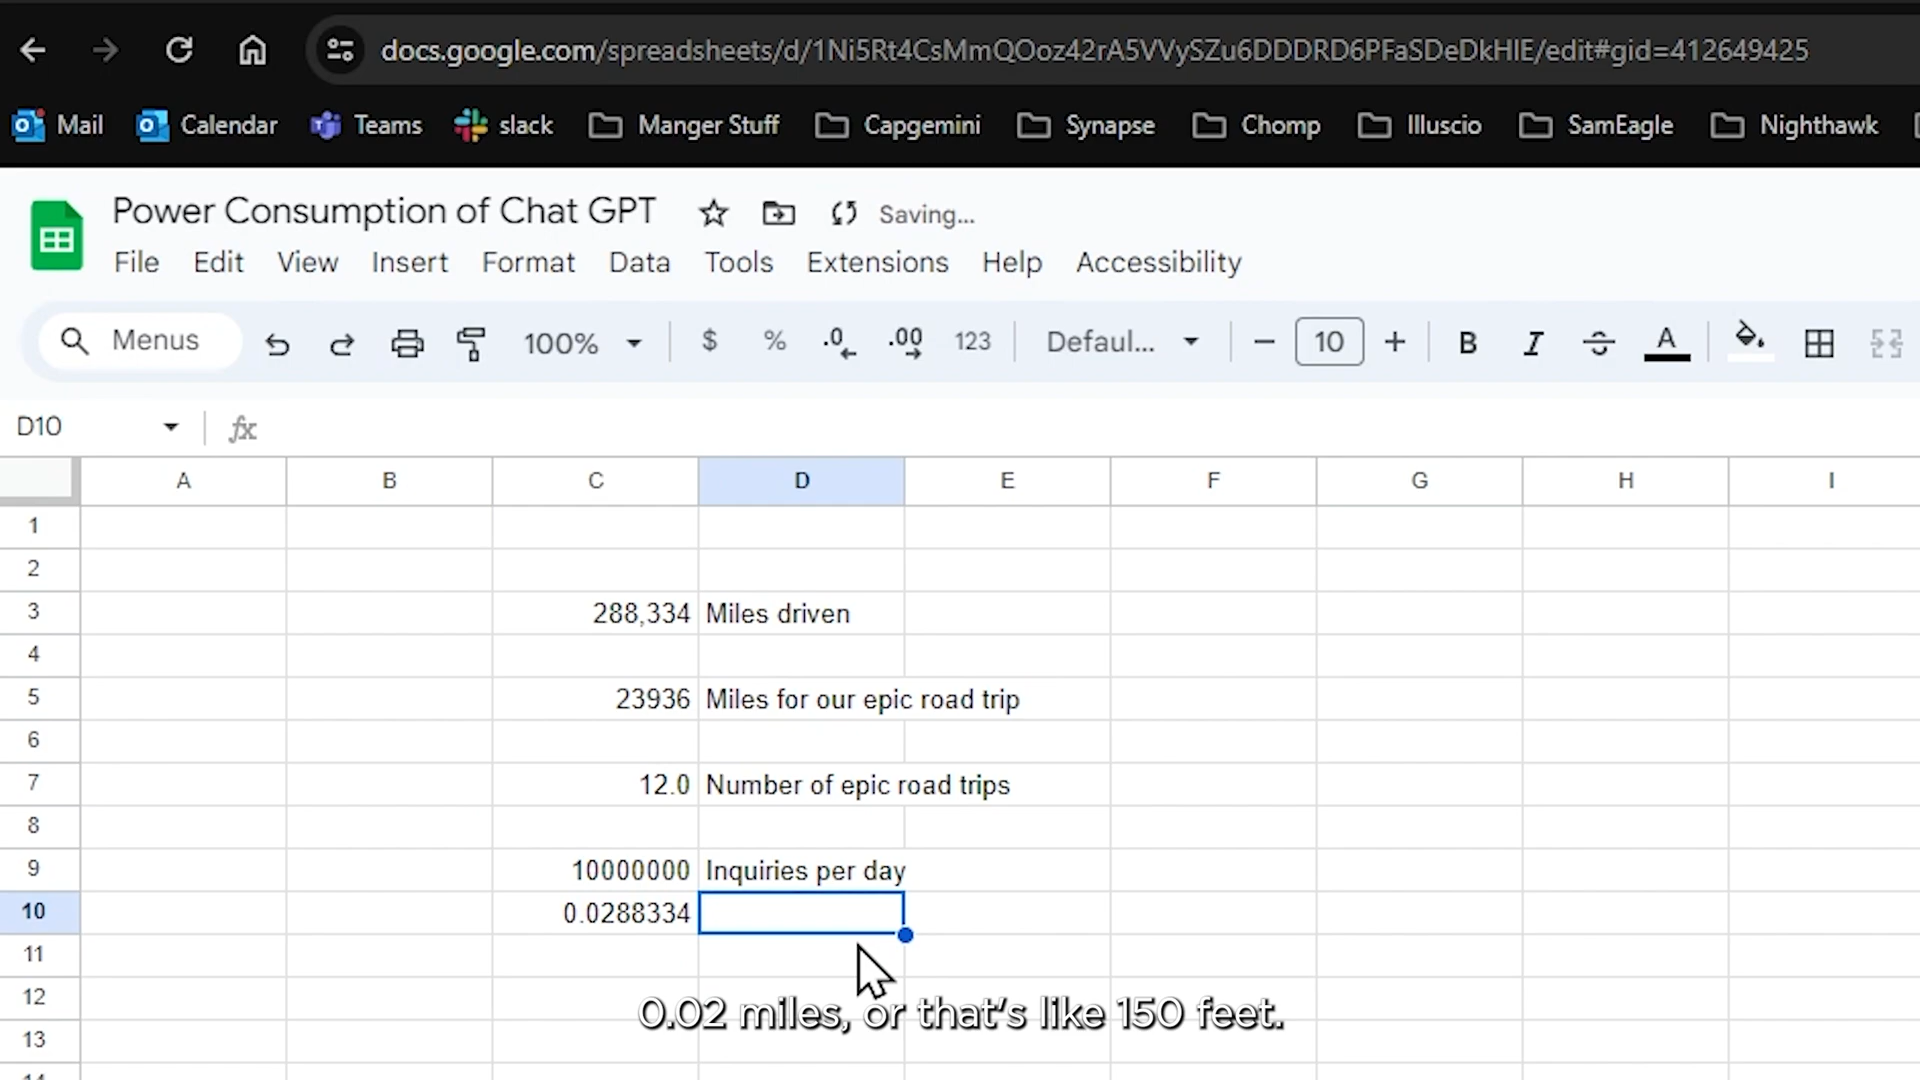 docs.google.com/spreadsheets/d/1Ni5Rt4CsMmQOoz42rA5VVySZu6DDDRD6PFaSDeDkHIE/edit#gid=412649425
Mail Calendar Teams slack Manger Stuff Capgemini Synapse Chomp Illuscio SamEagle Nighthawk
Power Consumption of Chat GPT Saving...
File Edit View Insert Format Data Tools Extensions Help Accessibility
Menus 100% $ % .0 .00 123 Defaul... 10 B I S A
D10 fx
A B C D E F G H I
1
2
3 288,334 Miles driven
4
5 23936 Miles for our epic road trip
6
7 12.0 Number of epic road trips
8
9 10000000 Inquiries per day
10 0.0288334
11
12
0.02 miles, or that's like 150 feet.
13